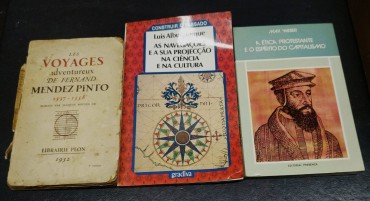 LES
VOYAGES
adventureux
DE FERNAND
MENDEZ PINTO
1537-1558
LIBRAIRIE PLON
1932
CONSTRUIR O PASSADO
Luís Albuquerque
AS NAVEGAÇÕES
E A SUA PROJECÇÃO
NA CIÊNCIA
E NA CULTURA
gradiva
MAX WEBER
A ÉTICA PROTESTANTE
E O ESPÍRITO DO CAPITALISMO
EDITORIAL PRESENÇA